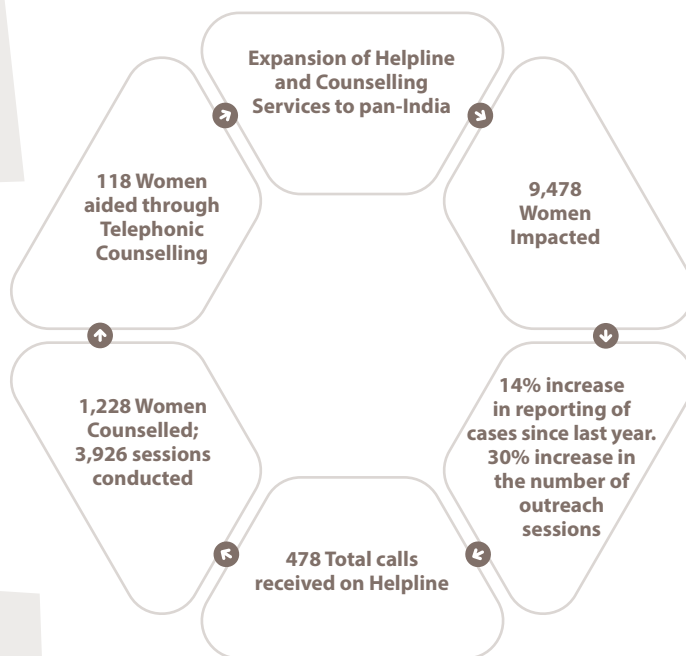 Expansion of Helpline
and Counselling
Services to pan-India
9,478
Women
Impacted
14% increase
in reporting of
cases since last year.
30% increase in
the number of
outreach
sessions
478 Total calls
received on Helpline
1,228 Women
Counselled;
3,926 sessions
conducted
118 Women
aided through
Telephonic
Counselling